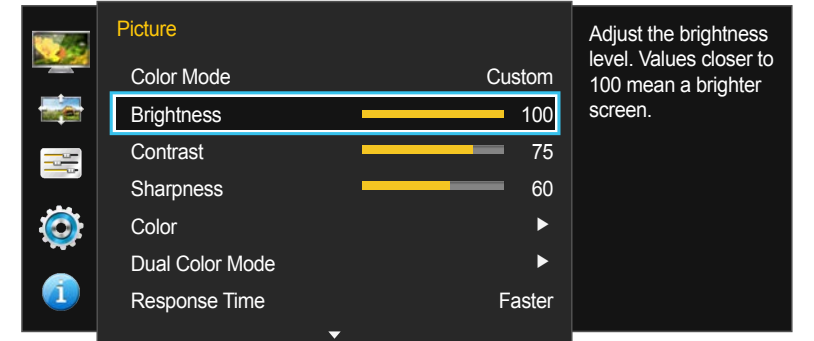 Picture
Color Mode Custom
Brightness 100
Contrast 75
Sharpness 60
Color
Dual Color Mode
Response Time Faster
Adjust the brightness
level. Values closer to
100 mean a brighter
screen.